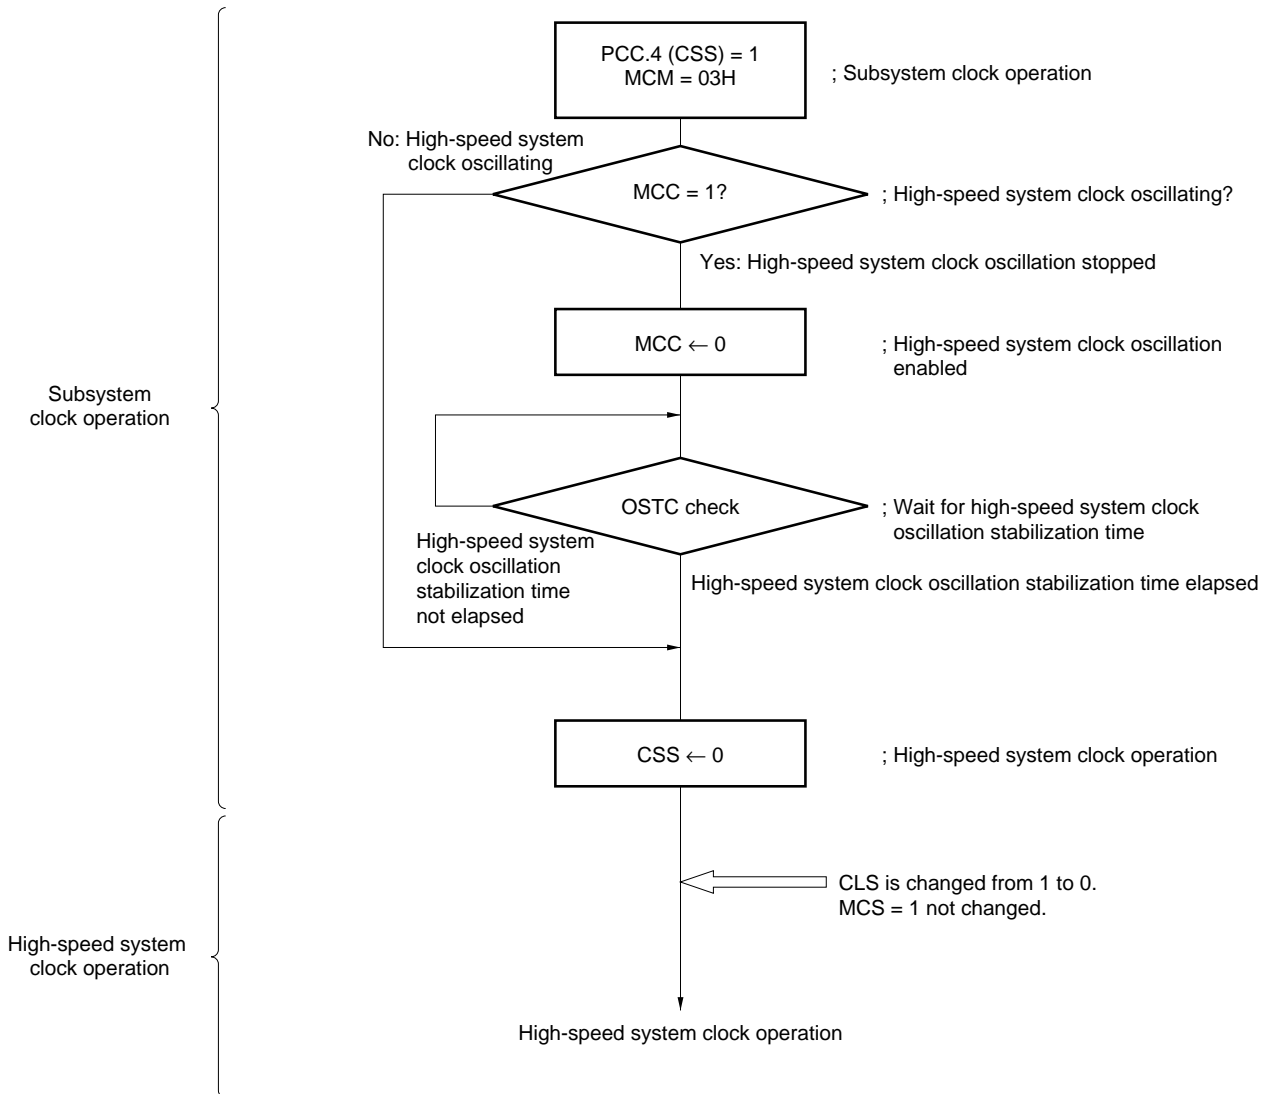 PCC.4 (CSS) = 1
MCM = 03H
; Subsystem clock operation
No: High-speed system
clock oscillating
MCC = 1?
; High-speed system clock oscillating?
Yes: High-speed system clock oscillation stopped
MCC ← 0
; High-speed system clock oscillation
enabled
Subsystem
clock operation
OSTC check
; Wait for high-speed system clock
oscillation stabilization time
High-speed system
clock oscillation
stabilization time
not elapsed
High-speed system clock oscillation stabilization time elapsed
CSS ← 0
; High-speed system clock operation
CLS is changed from 1 to 0.
MCS = 1 not changed.
High-speed system
clock operation
High-speed system clock operation